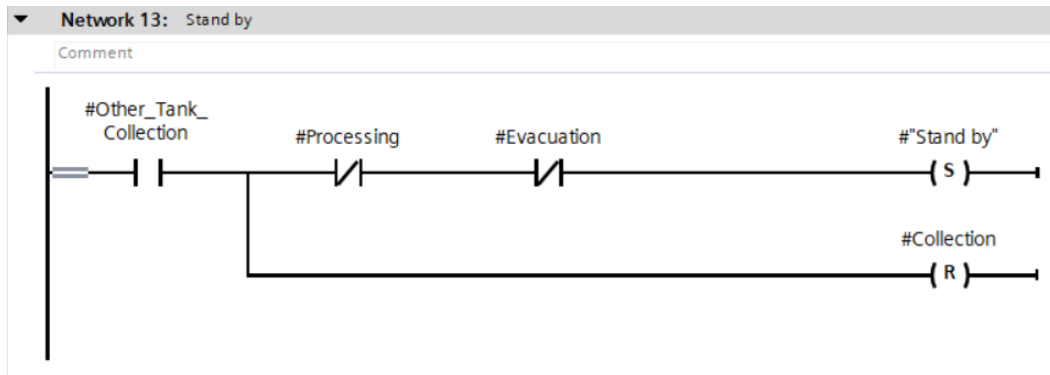 Network 13: Stand by
Comment
#Other_Tank_
Collection
#Processing
#Evacuation
#"Stand by"
S
#Collection
R